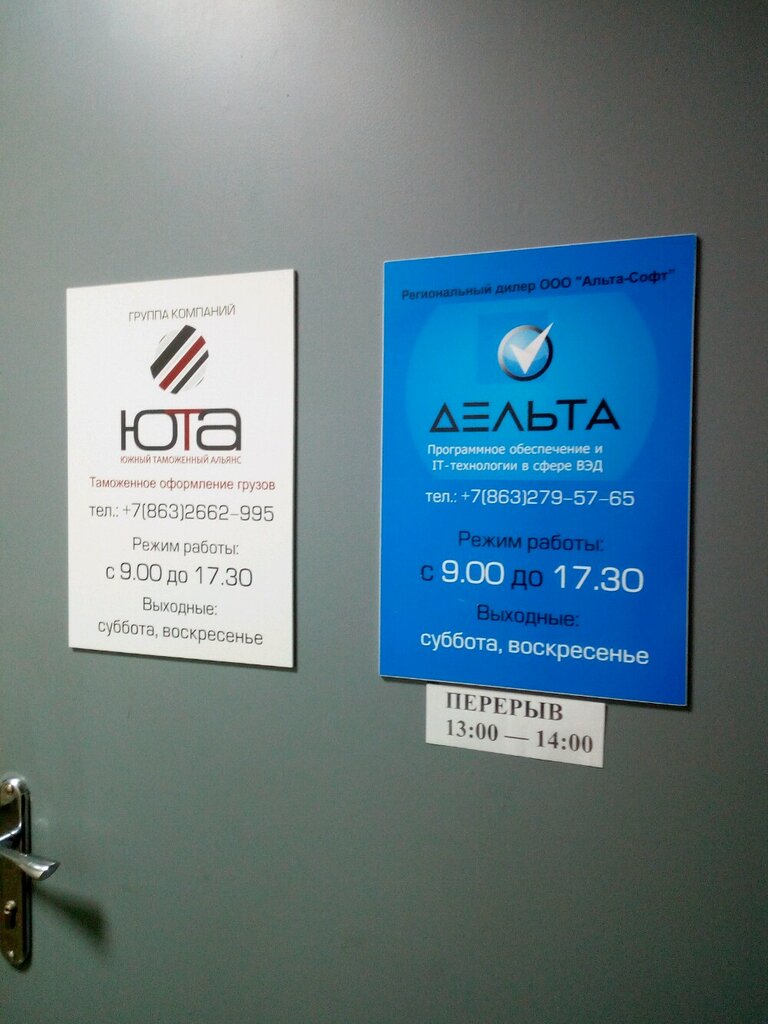 ГРУППА КОМПАНИЙ
ЮТА
ЮЖНЫЙ ТАМОЖЕННЫЙ АЛЬЯНС
Таможенное оформление грузов
тел.: +7(863)2662-995
Режим работы:
с 9.00 до 17.30
Выходные:
суббота, воскресенье
Региональный дилер ООО "Альта-Софт"
ДЕЛЬТА
Программное обеспечение и
IT-технологии в сфере ВЭД
тел.: +7(863)279-57-65
Режим работы:
с 9.00 до 17.30
Выходные:
суббота, воскресенье
ПЕРЕРЫВ
13:00 — 14:00